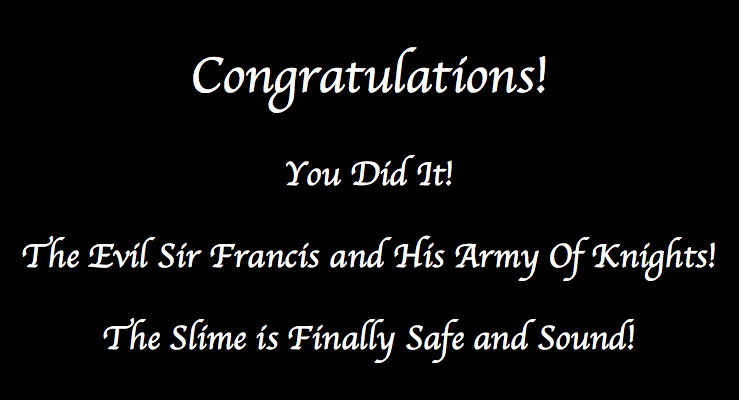 Congratulations!
You Did It!
The Evil Sir Francis and His Army Of Knights!
The Slime is Finally Safe and Sound!